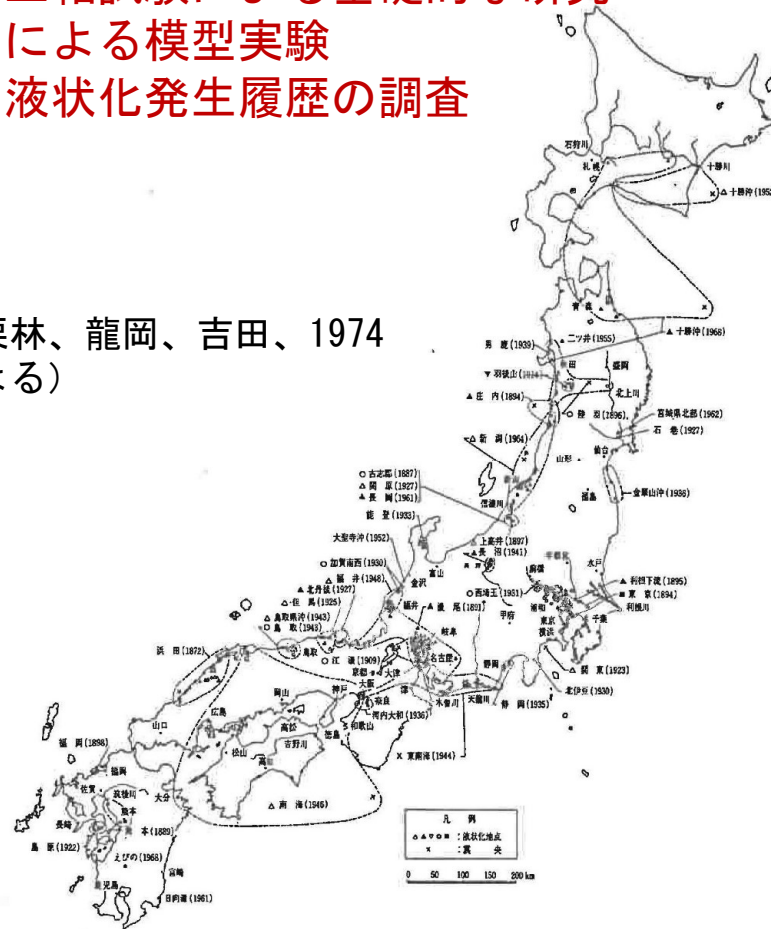 による模型実験
液状化発生履歴の調査
栗林、龍岡、吉田、1974
よる）
石狩川
札幌
十勝川
△十勝沖(1952
青森
▲十勝沖(1968)
二ツ井(1955)
男鹿(1939)
盛岡
北上川
▲庄内(1894)
○陸羽(1896)
宮城県北部(1962)
石巻(1927)
△新潟(1964)
山形
仙台
○古志郡(1887)
△関原(1927)
▲長岡(1961)
信濃川
福島
金華山沖(1936)
能登(1933)
大聖寺沖(1952)
△上高井(1897)
▲長沼(1941)
○加賀南西(1930)
△福井(1948)
▲北丹後(1927)
△但馬(1925)
△鳥取県沖(1943)
○鳥取(1943)
金沢
富山
宇都宮
水戸
前橋
○西埼玉(1931)
▲利根下流(1895)
■東京(1894)
利根川
浦和
東京
横浜
千葉
甲府
福井
▲濃尾(1891)
岐阜
浜田(1872)
鳥取
○江濃(1909)
京都
大津
名古屋
静岡
△関東(1923)
北伊豆(1930)
静岡(1935)
天龍川
木曽川
津
大阪
神戸
奈良
河内大和(1936)
和歌山
岡山
広島
山口
高松
徳島
松山
吉野川
高知
×東南海(1944)
福岡(1898)
福岡
佐賀
筑後川
大分
熊本
長崎
本(1889)
島原(1922)
えびの(1968)
宮崎
鹿児島
日向灘(1961)
△南海(1946)
凡例
△▲▽○■：液状化地点
×：震央
0 50 100 150 200km